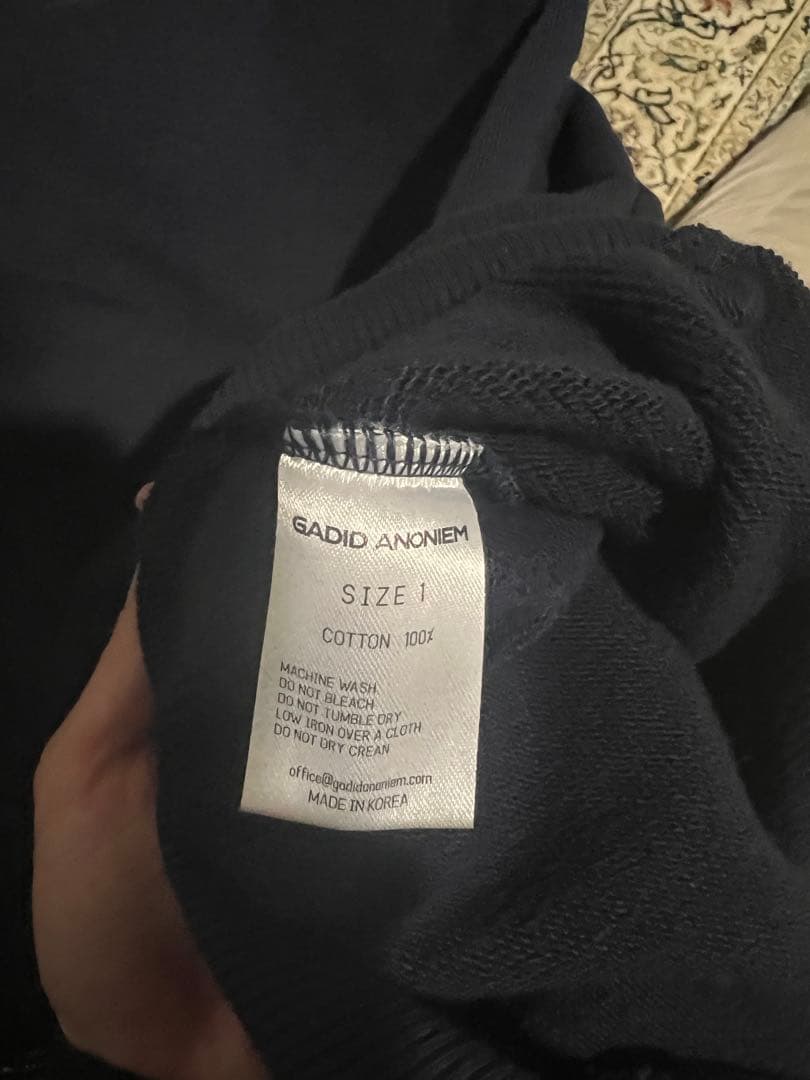 GADID ANONIEM
SIZE 1
COTTON 100%
MACHINE WASH
DO NOT BLEACH
DO NOT TUMBLE DRY
LOW IRON OVER A CLOTH
DO NOT DRY CREAN
office@gadidanoniem.com
MADE IN KOREA